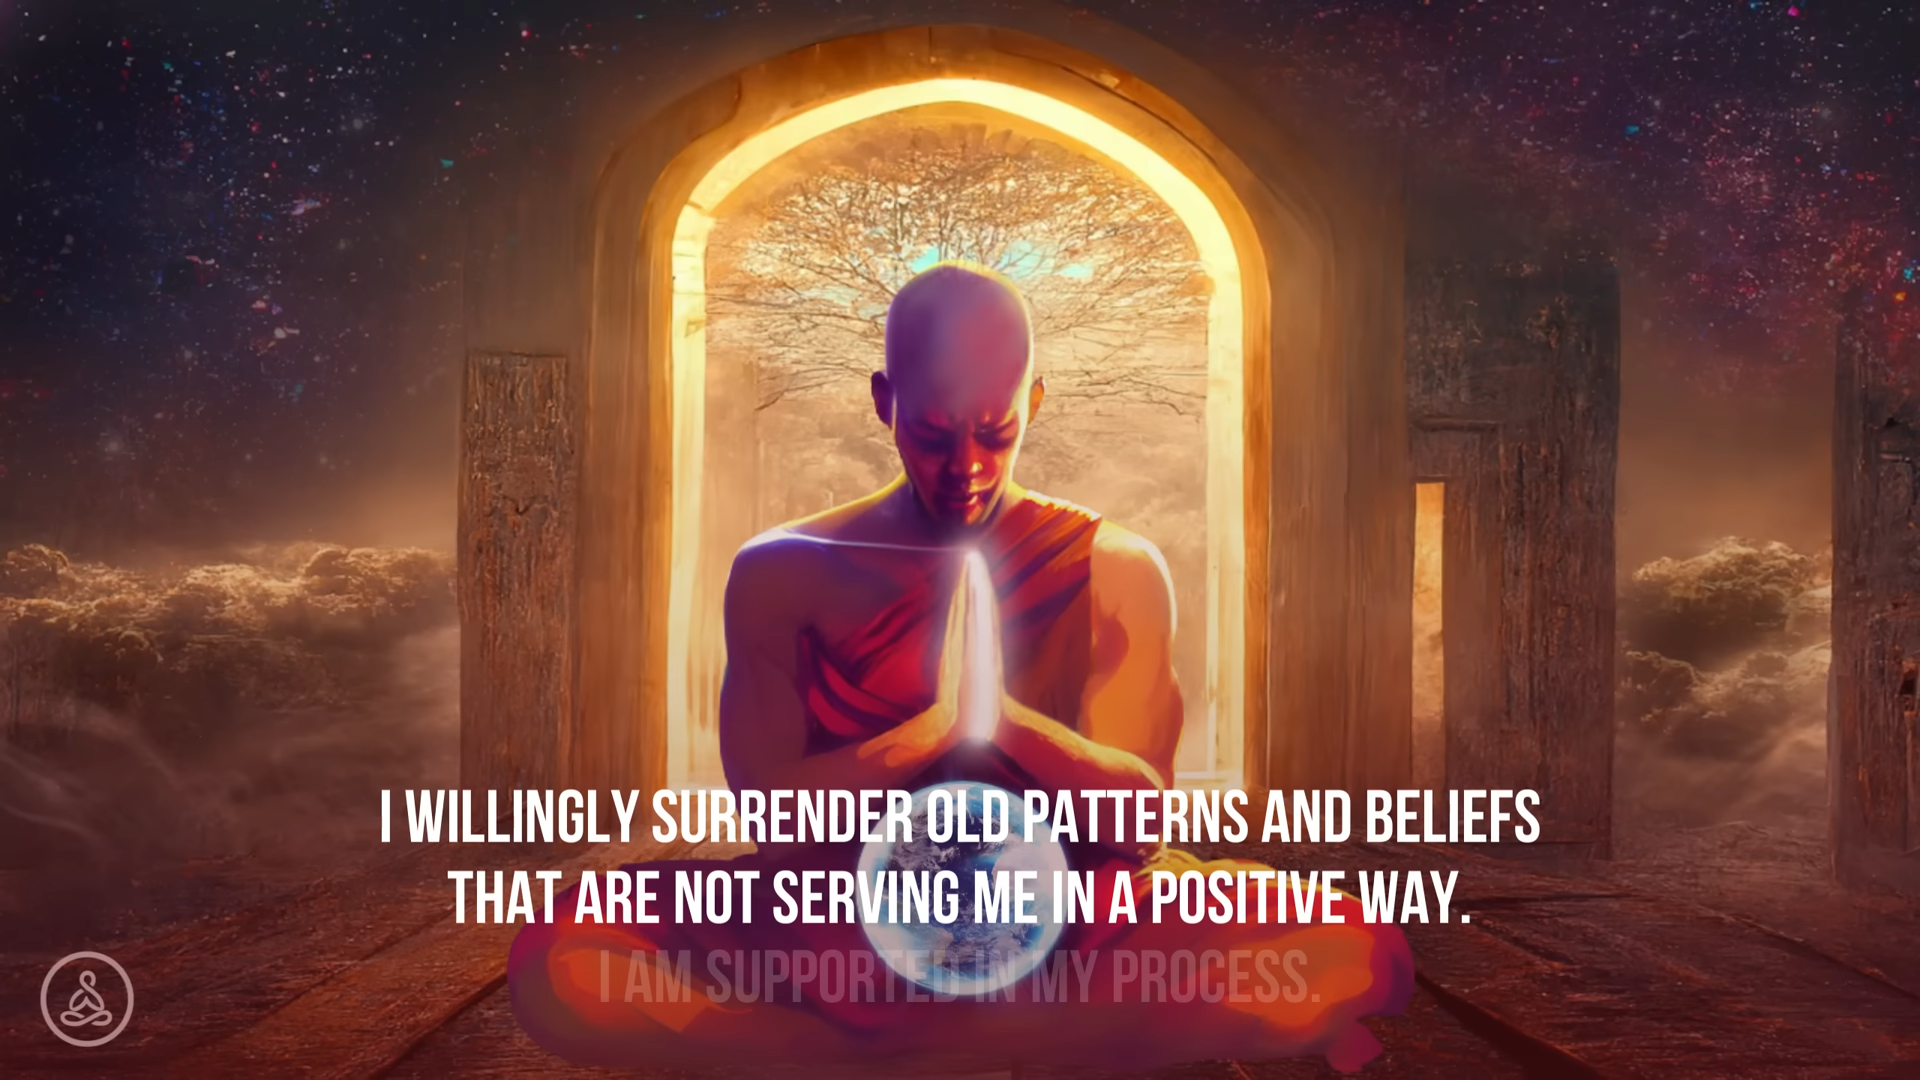 I WILLINGLY SURRENDER OLD PATTERNS AND BELIEFS
THAT ARE NOT SERVING ME IN A POSITIVE WAY.
I AM SUPPORTED IN MY PROCESS.